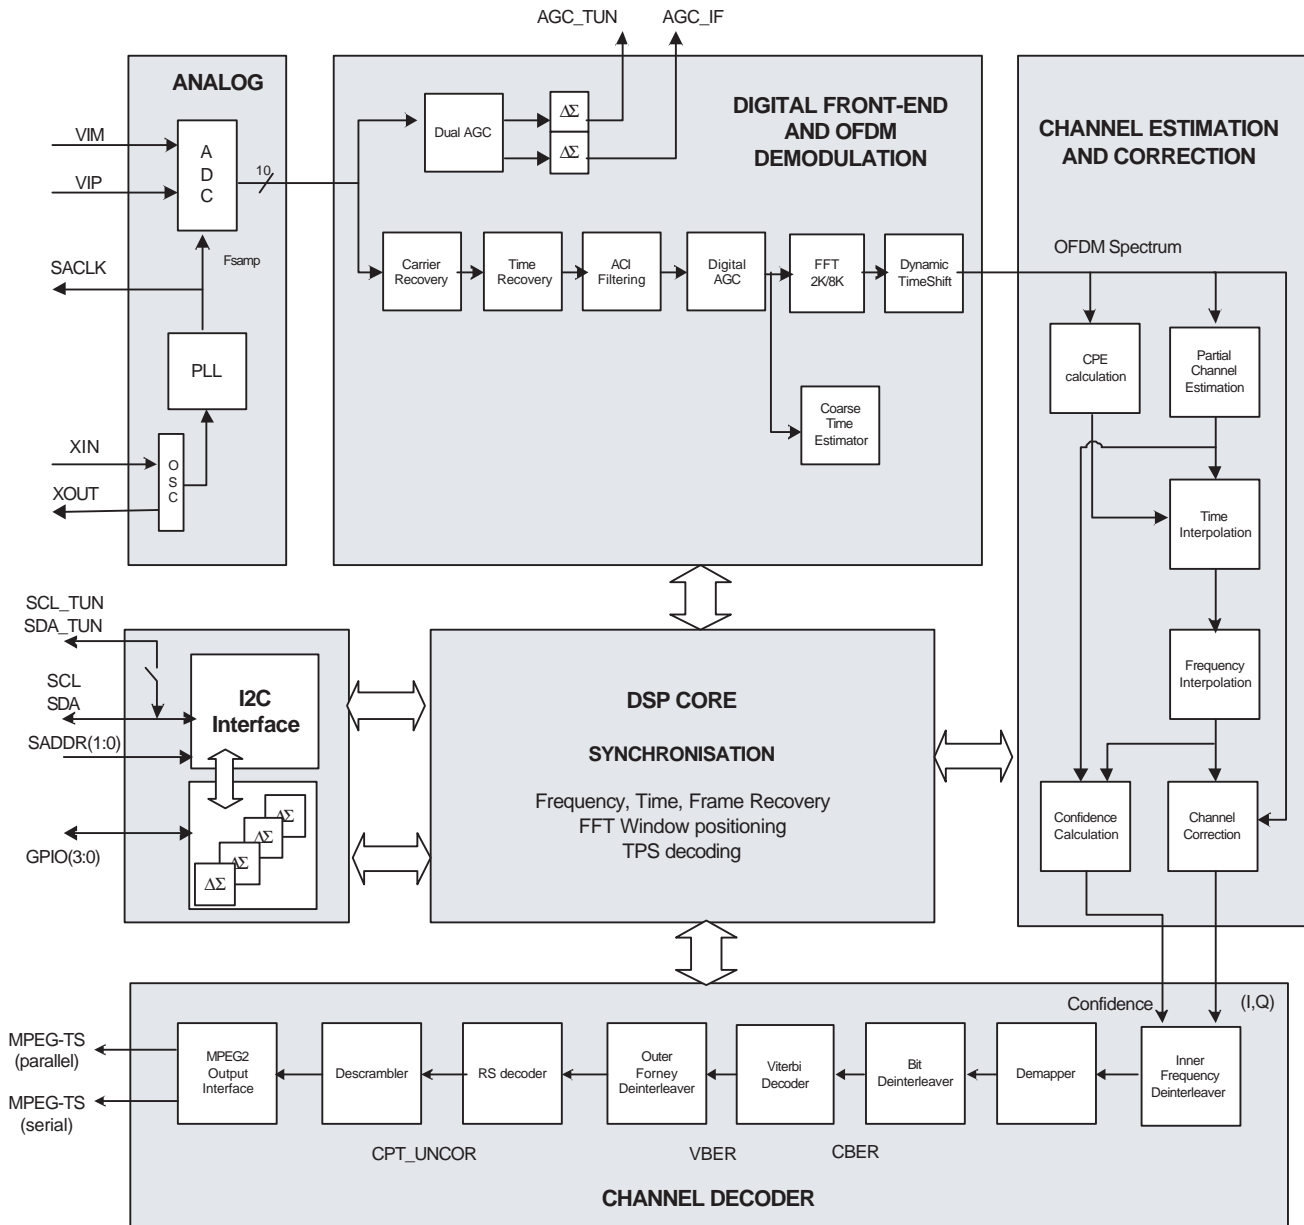 AGC_TUN
AGC_IF
ANALOG
VIM
VIP
A
D
C
10
SACLK
Fsamp
PLL
XIN
XOUT
O
S
C
DIGITAL FRONT-END
AND OFDM
DEMODULATION
Dual AGC
ΔΣ
ΔΣ
Carrier
Recovery
Time
Recovery
ACI
Filtering
Digital
AGC
FFT
2K/8K
Dynamic
TimeShift
Coarse
Time
Estimator
CHANNEL ESTIMATION
AND CORRECTION
OFDM Spectrum
CPE
calculation
Partial
Channel
Estimation
Time
Interpolation
Frequency
Interpolation
Confidence
Calculation
Channel
Correction
SCL_TUN
SDA_TUN
SCL
SDA
SADDR(1:0)
GPIO(3:0)
I2C
Interface
ΔΣ
ΔΣ
ΔΣ
ΔΣ
DSP CORE
SYNCHRONISATION
Frequency, Time, Frame Recovery
FFT Window positioning
TPS decoding
Confidence
(I,Q)
MPEG-TS
(parallel)
MPEG-TS
(serial)
MPEG2
Output
Interface
Descrambler
RS decoder
Outer
Forney
Deinterleaver
Viterbi
Decoder
Bit
Deinterleaver
Demapper
Inner
Frequency
Deinterleaver
CPT_UNCOR
VBER
CBER
CHANNEL DECODER